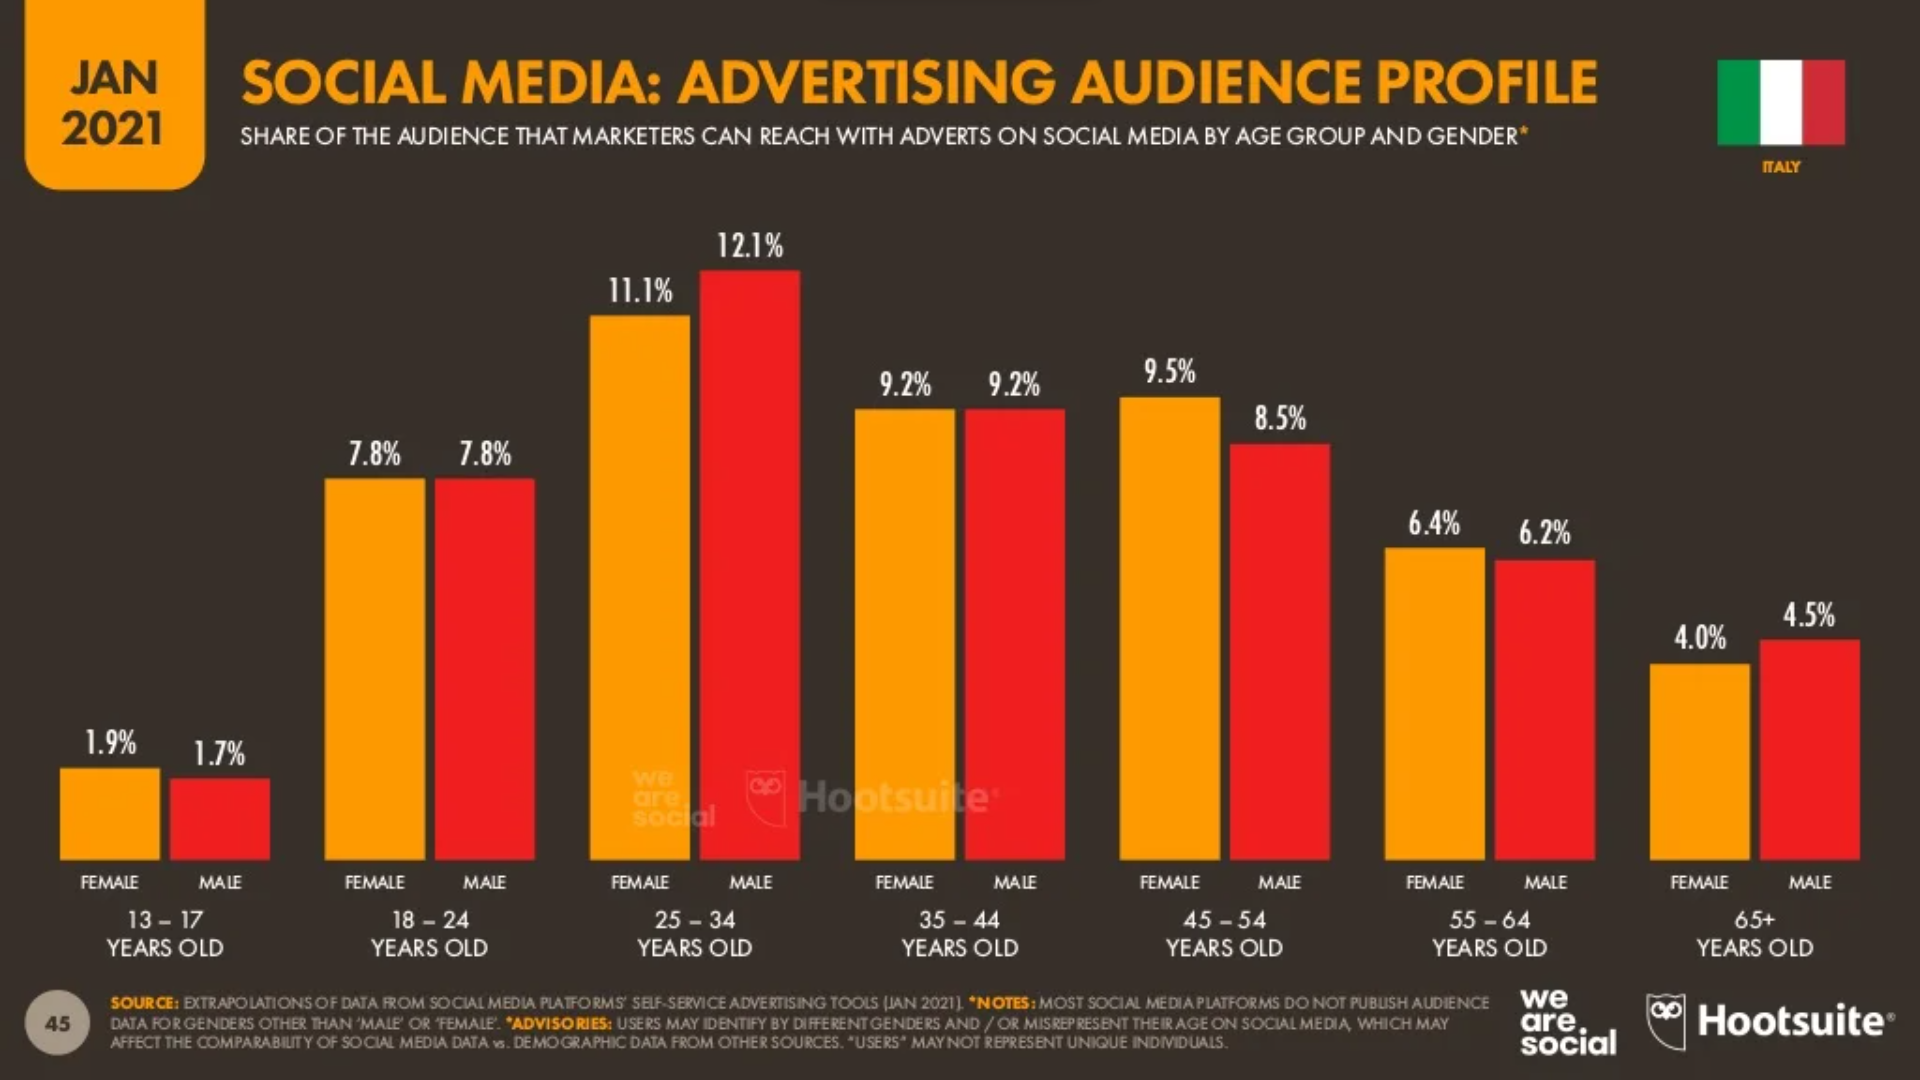 JAN
2021
SOCIAL MEDIA: ADVERTISING AUDIENCE PROFILE
SHARE OF THE AUDIENCE THAT MARKETERS CAN REACH WITH ADVERTS ON SOCIAL MEDIA BY AGE GROUP AND GENDER*
ITALY
1.9%
1.7%
7.8%
7.8%
11.1%
12.1%
9.2%
9.2%
9.5%
8.5%
6.4%
6.2%
4.0%
4.5%
we
are
social
Hootsuite®
FEMALE MALE FEMALE MALE FEMALE MALE FEMALE MALE FEMALE MALE FEMALE MALE FEMALE MALE
13 – 17 18 – 24 25 – 34 35 – 44 45 – 54 55 – 64 65+
YEARS OLD YEARS OLD YEARS OLD YEARS OLD YEARS OLD YEARS OLD YEARS OLD
45
SOURCE: EXTRAPOLATIONS OF DATA FROM SOCIAL MEDIA PLATFORMS' SELF-SERVICE ADVERTISING TOOLS (JAN 2021). *NOTES: MOST SOCIAL MEDIA PLATFORMS DO NOT PUBLISH AUDIENCE
DATA FOR GENDERS OTHER THAN 'MALE' OR 'FEMALE'. *ADVISORIES: USERS MAY IDENTIFY BY DIFFERENT GENDERS AND / OR MISREPRESENT THEIR AGE ON SOCIAL MEDIA, WHICH MAY
AFFECT THE COMPARABILITY OF SOCIAL MEDIA DATA vs. DEMOGRAPHIC DATA FROM OTHER SOURCES. "USERS" MAY NOT REPRESENT UNIQUE INDIVIDUALS.
we
are
social
Hootsuite®